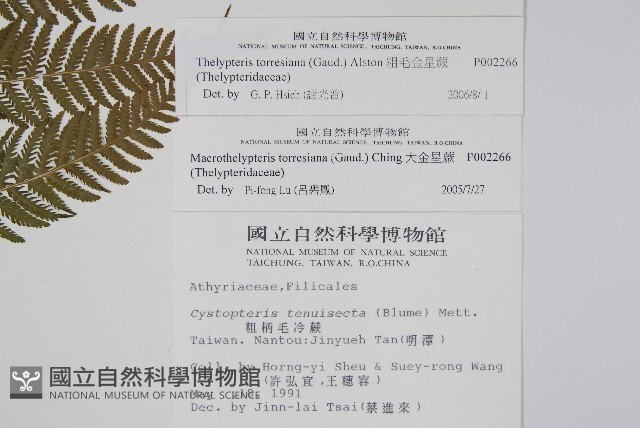 國立自然科學博物館
NATIONAL MUSEUM OF NATURAL SCIENCE, TAICHUNG, TAIWAN, R.O.CHINA
Thelypteris torresiana (Gaud.) Alston 粗毛金星蕨 P002266
(Thelypteridaceae)
Det. by G. P. Hsieh 2006/8/ 1
國立自然科學博物館
NATIONAL MUSEUM OF NATURAL SCIENCE, TAICHUNG, TAIWAN, R.O.CHINA
Macrothelypteris torresiana (Gaud.) Ching 大金星蕨 P002266
(Thelypteridaceae)
Det. by Pi-fong Lu (呂碧鳳) 2005/7/27
國立自然科學博物館
NATIONAL MUSEUM OF NATURAL SCIENCE
TAICHUNG, TAIWAN, R.O.CHINA
Athyriaceae,Filicales
Cystopteris tenuisecta (Blume) Mett.
粗柄毛冷蕨
Taiwan. Nantou:Jinyueh Tan(明潭)
Coll. by Horng-yi Sheu & Suey-rong Wang
(許弘宜,王穗容)
10, 1991
Dec. by Jinn-lai Tsai(蔡進來)
國立自然科學博物館
NATIONAL MUSEUM OF NATURAL SCIENCE